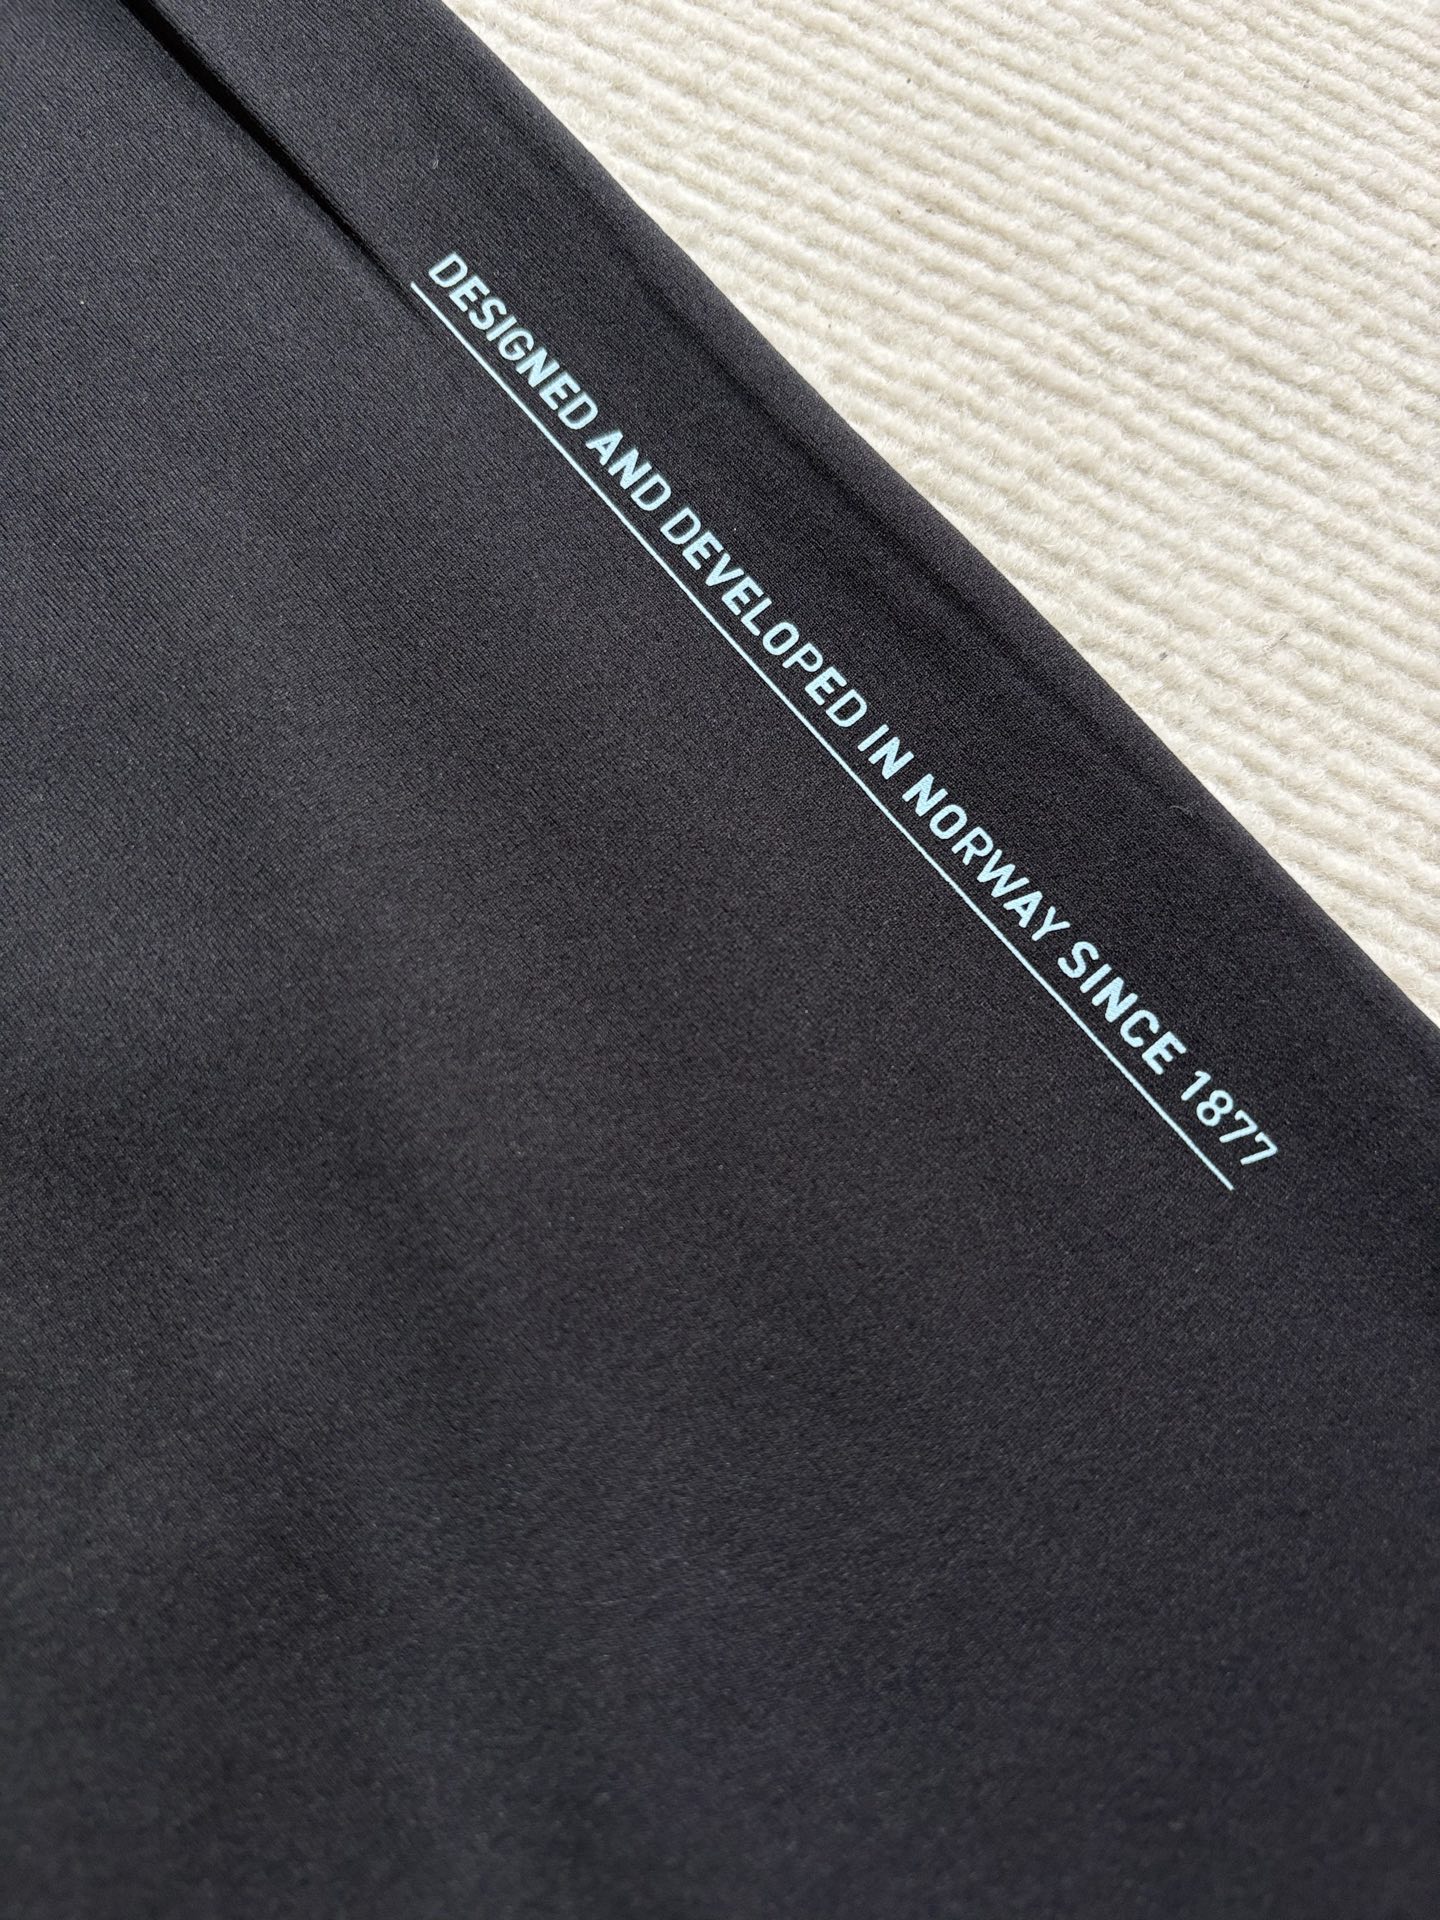 DESIGNED AND DEVELOPED IN NORWAY SINCE 1877